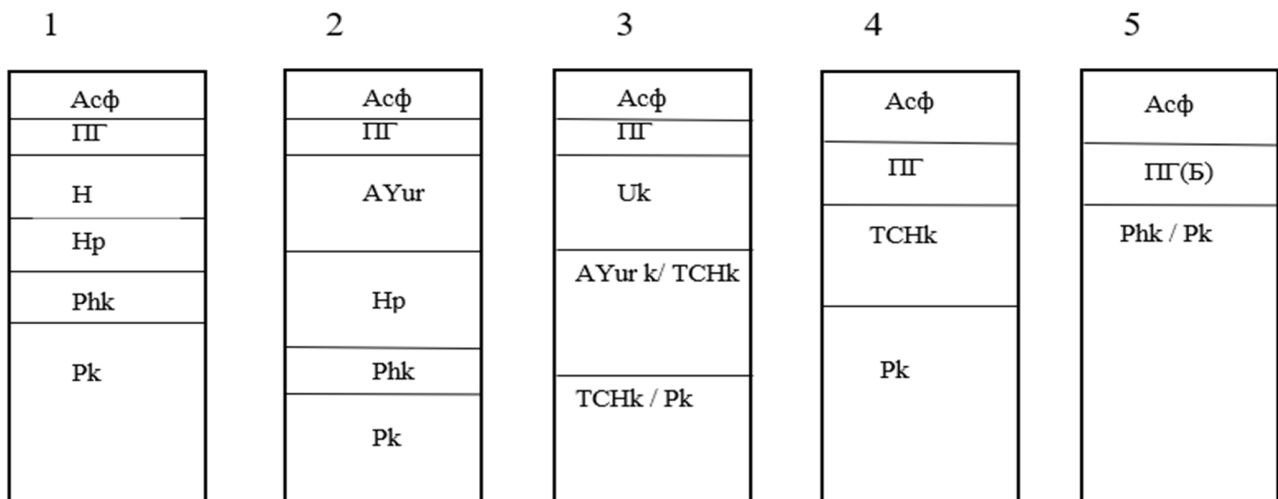 1
2
3
4
5
Асф
ПГ
H
Hp
Phk
Pk
Асф
ПГ
AYur
Hp
Phk
Pk
Асф
ПГ
Uk
AYur k/ TCHk
TCHk / Pk
Асф
ПГ
TCHk
Pk
Асф
ПГ(Б)
Phk / Pk